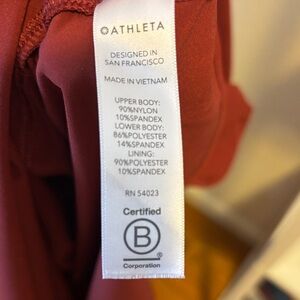 ATHLETA
DESIGNED IN
SAN FRANCISCO
MADE IN VIETNAM
UPPER BODY:
90%NYLON
10%SPANDEX
LOWER BODY:
86%POLYESTER
14%SPANDEX
LINING:
90%POLYESTER
10%SPANDEX
RN 54023
Certified
B
®
Corporation